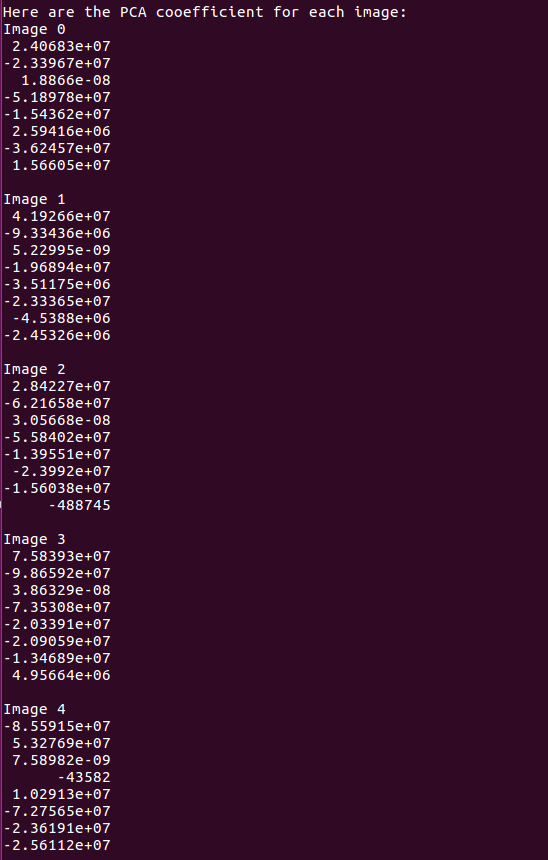 Here are the PCA cooefficient for each image:
Image 0
2.40683e+07
-2.33967e+07
1.8866e-08
-5.18978e+07
-1.54362e+07
2.59416e+06
-3.62457e+07
1.56605e+07
Image 1
4.19266e+07
-9.33436e+06
5.22995e-09
-1.96894e+07
-3.51175e+06
-2.33365e+07
-4.5388e+06
-2.45326e+06
Image 2
2.84227e+07
-6.21658e+07
3.05668e-08
-5.58402e+07
-1.39551e+07
-2.3992e+07
-1.56038e+07
-488745
Image 3
7.58393e+07
-9.86592e+07
3.86329e-08
-7.35308e+07
-2.03391e+07
-2.09059e+07
-1.34689e+07
4.95664e+06
Image 4
-8.55915e+07
5.32769e+07
7.58982e-09
-43582
1.02913e+07
-7.27565e+07
-2.36191e+07
-2.56112e+07